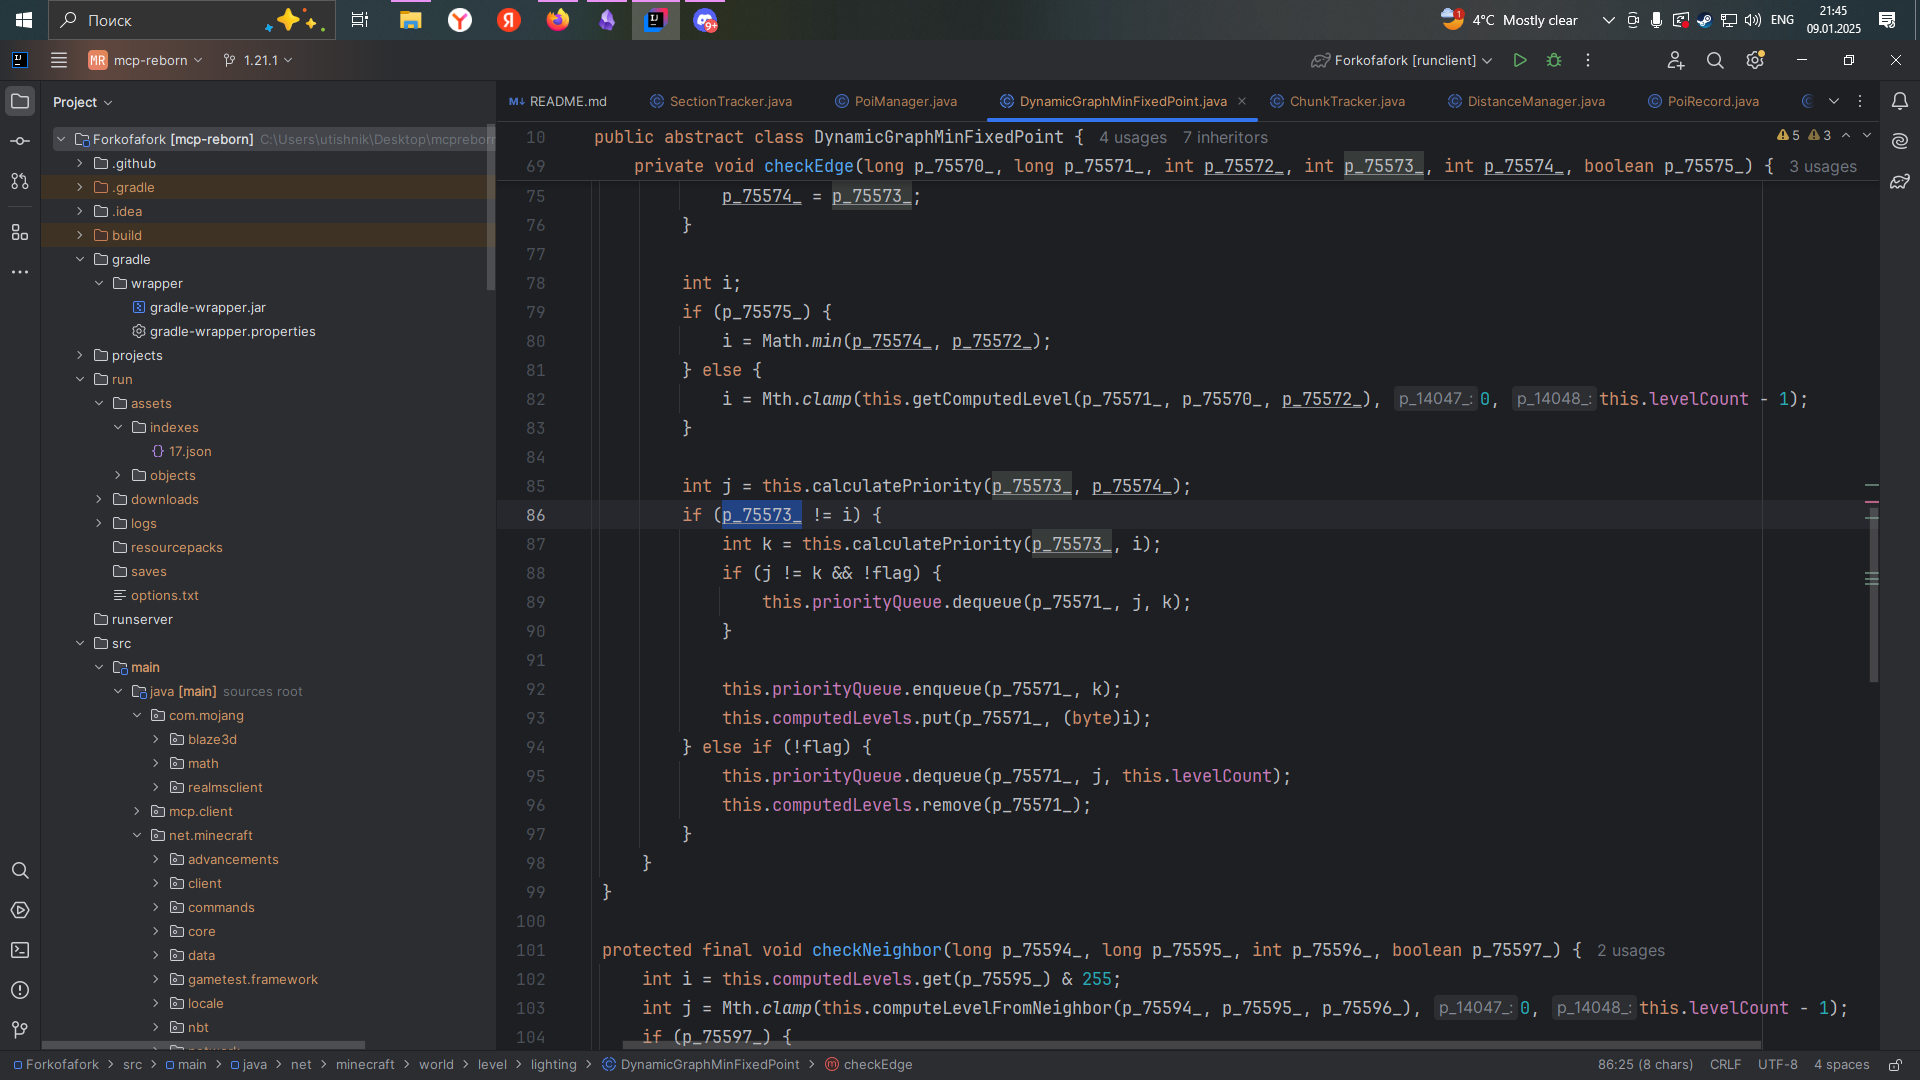 Поиск
9+
1
4°C Mostly clear
ENG
21:45
09.01.2025
MR mcp-reborn
1.21.1
Forkofafork [runclient]
Project
README.md
SectionTracker.java
PoiManager.java
DynamicGraphMinFixedPoint.java
ChunkTracker.java
DistanceManager.java
PoiRecord.java
Forkofafork [mcp-reborn] C:\Users\utishnik\Desktop\mcpreborn
.github
.gradle
.idea
build
gradle
wrapper
gradle-wrapper.jar
gradle-wrapper.properties
projects
run
assets
indexes
17.json
objects
downloads
logs
resourcepacks
saves
options.txt
runserver
src
main
java [main] sources root
com.mojang
blaze3d
math
realmsclient
mcp.client
net.minecraft
advancements
client
commands
core
data
gametest.framework
locale
nbt
10 public abstract class DynamicGraphMinFixedPoint { 4 usages 7 inheritors
5 3
69 private void checkEdge(long p_75570_, long p_75571_, int p_75572_, int p_75573_, int p_75574_, boolean p_75575_) { 3 usages
75 p_75574_ = p_75573_;
76 }
77
78 int i;
79 if (p_75575_) {
80 i = Math.min(p_75574_, p_75572_);
81 } else {
82 i = Mth.clamp(this.getComputedLevel(p_75571_, p_75570_, p_75572_), p_14047_: 0, p_14048_: this.levelCount - 1);
83 }
84
85 int j = this.calculatePriority(p_75573_, p_75574_);
86 if (p_75573_ != i) {
87 int k = this.calculatePriority(p_75573_, i);
88 if (j != k && !flag) {
89 this.priorityQueue.dequeue(p_75571_, j, k);
90 }
91
92 this.priorityQueue.enqueue(p_75571_, k);
93 this.computedLevels.put(p_75571_, (byte)i);
94 } else if (!flag) {
95 this.priorityQueue.dequeue(p_75571_, j, this.levelCount);
96 this.computedLevels.remove(p_75571_);
97 }
98 }
99 }
100
101 protected final void checkNeighbor(long p_75594_, long p_75595_, int p_75596_, boolean p_75597_) { 2 usages
102 int i = this.computedLevels.get(p_75595_) & 255;
103 int j = Mth.clamp(this.computeLevelFromNeighbor(p_75594_, p_75595_, p_75596_), p_14047_: 0, p_14048_: this.levelCount - 1);
104 if (p_75597_) {
Forkofafork > src > main > java > net > minecraft > world > level > lighting > DynamicGraphMinFixedPoint > checkEdge
86:25 (8 chars) CRLF UTF-8 4 spaces